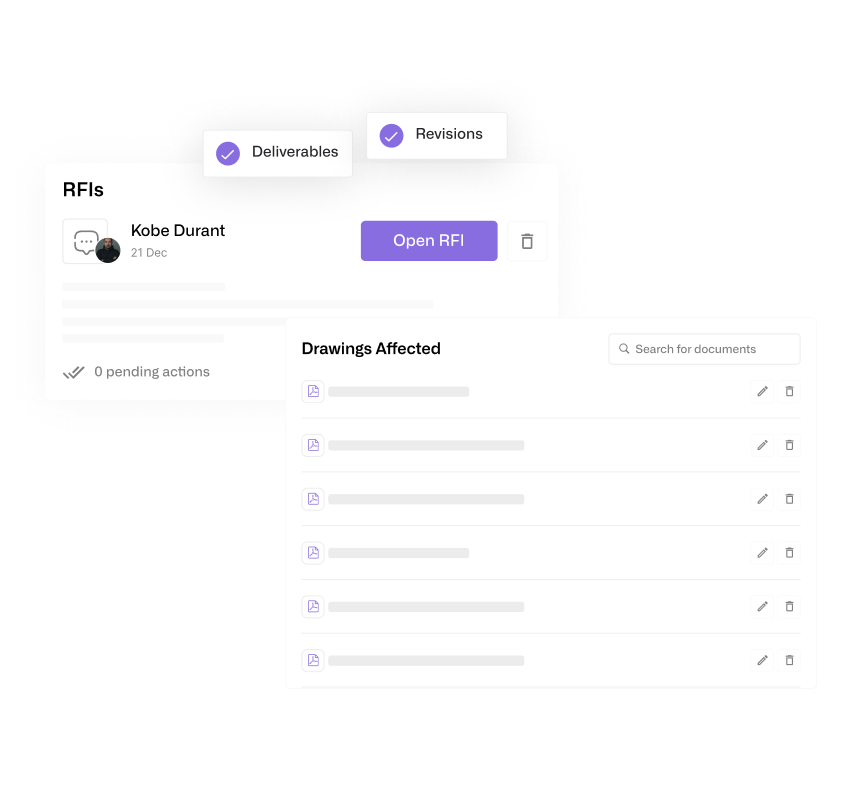 Revisions
Deliverables
RFIs
Kobe Durant
21 Dec
Open RFI
0 pending actions
Drawings Affected
Search for documents